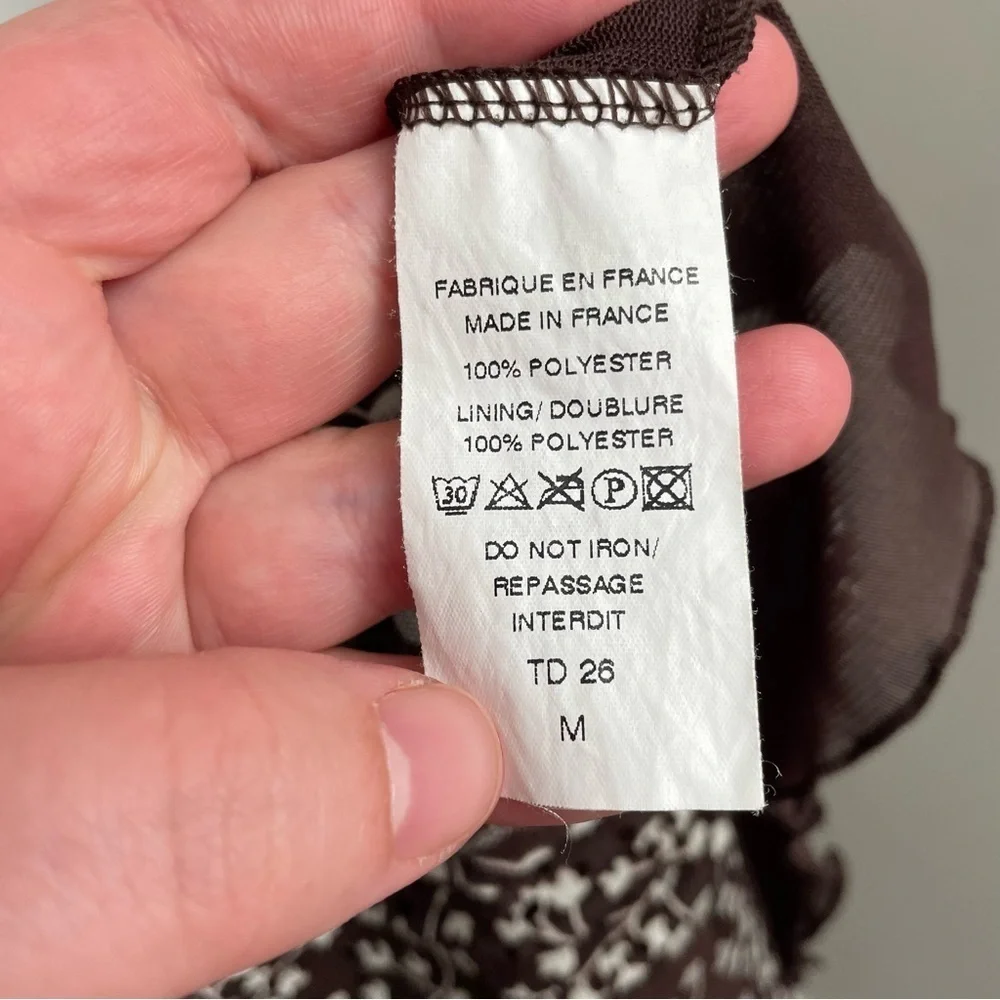 FABRIQUE EN FRANCE
MADE IN FRANCE
100% POLYESTER
LINING/ DOUBLURE
100% POLYESTER
30 P
DO NOT IRON/
REPASSAGE
INTERDIT
TD 26
M